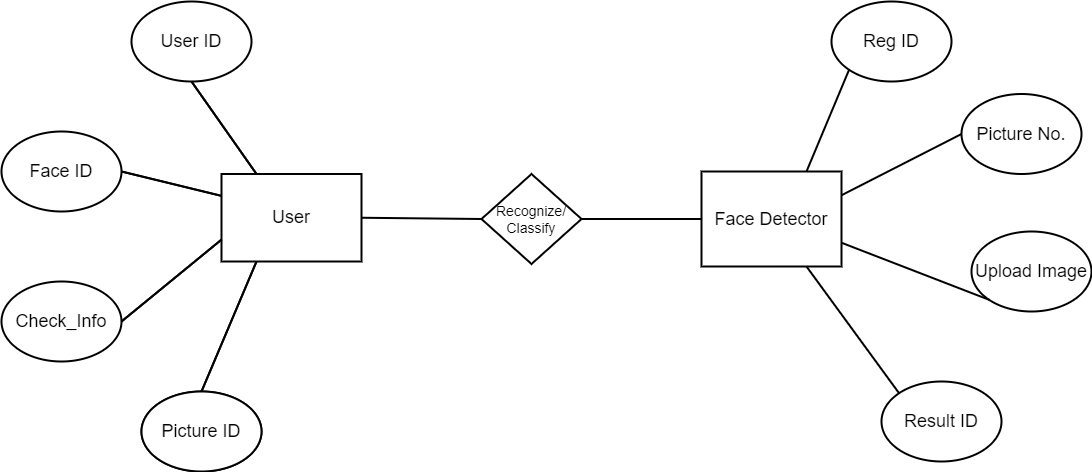 User ID
Reg ID
Picture No.
Face ID
User
Recognize/
Classify
Face Detector
Upload Image
Check_Info
Picture ID
Result ID